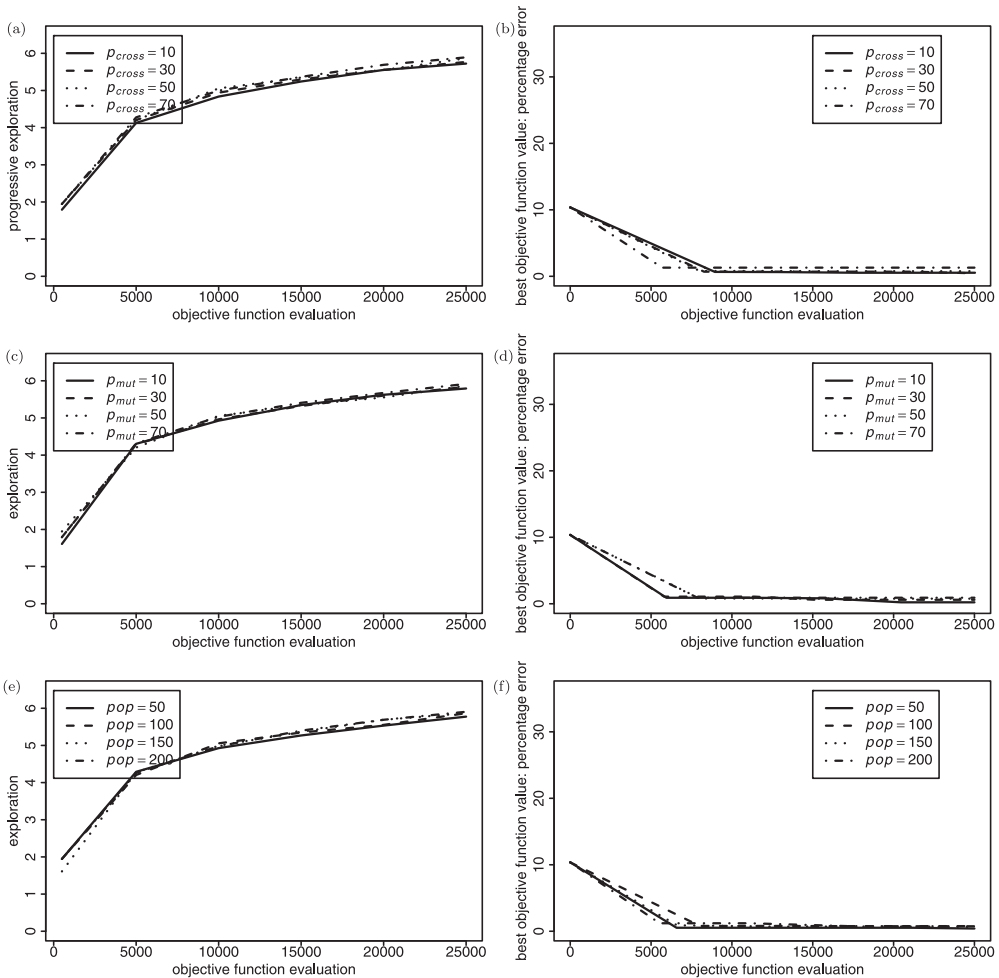 (a)
p_cross = 10
p_cross = 30
p_cross = 50
p_cross = 70
progressive exploration
0 1 2 3 4 5 6
0 5000 10000 15000 20000 25000
objective function evaluation
(b)
p_cross = 10
p_cross = 30
p_cross = 50
p_cross = 70
best objective function value: percentage error
0 10 20 30
0 5000 10000 15000 20000 25000
objective function evaluation
(c)
p_mut = 10
p_mut = 30
p_mut = 50
p_mut = 70
exploration
0 1 2 3 4 5 6
0 5000 10000 15000 20000 25000
objective function evaluation
(d)
p_mut = 10
p_mut = 30
p_mut = 50
p_mut = 70
best objective function value: percentage error
0 10 20 30
0 5000 10000 15000 20000 25000
objective function evaluation
(e)
pop = 50
pop = 100
pop = 150
pop = 200
exploration
0 1 2 3 4 5 6
0 5000 10000 15000 20000 25000
objective function evaluation
(f)
pop = 50
pop = 100
pop = 150
pop = 200
best objective function value: percentage error
0 10 20 30
0 5000 10000 15000 20000 25000
objective function evaluation